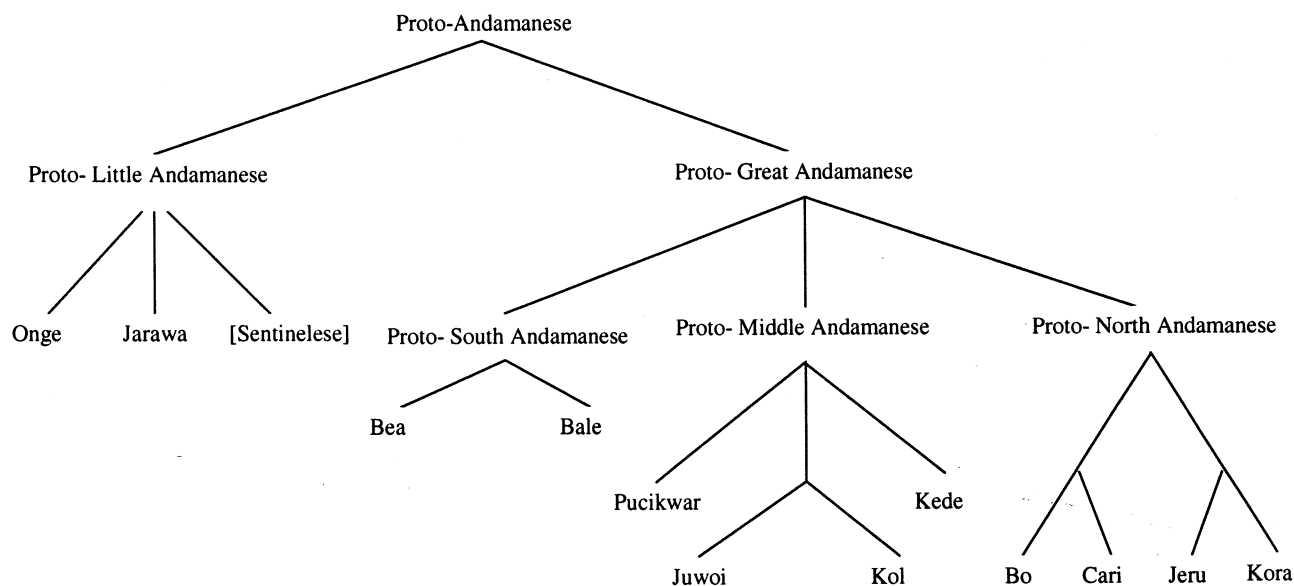 Proto-Andamanese
Proto- Little Andamanese
Proto- Great Andamanese
Onge
Jarawa
[Sentinelese]
Proto- South Andamanese
Proto- Middle Andamanese
Proto- North Andamanese
Bea
Bale
Pucikwar
Kede
Juwoi
Kol
Bo
Cari
Jeru
Kora